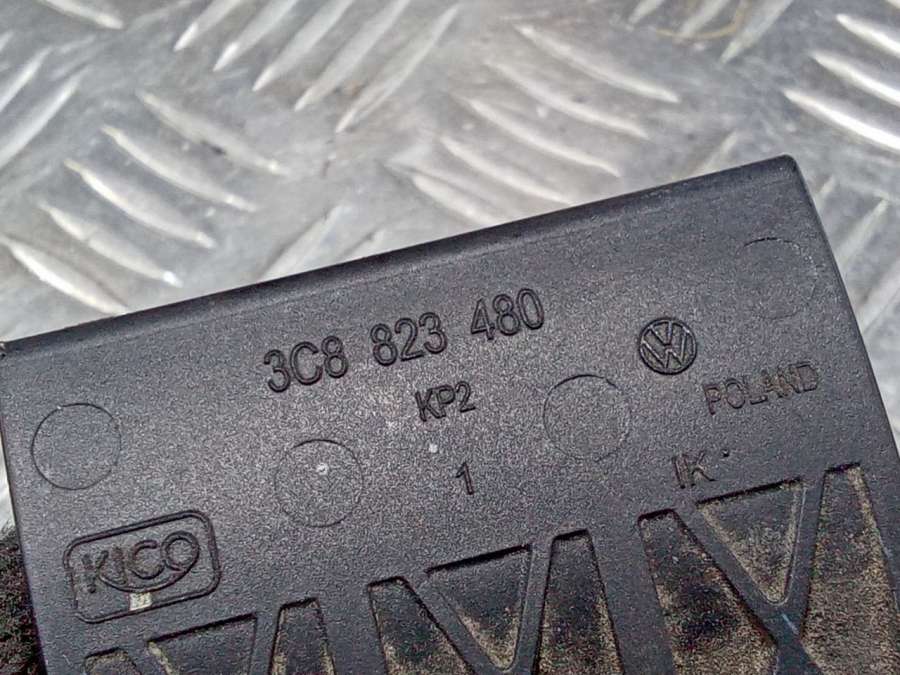 3C8 823 480
KP2
POLAND
1
IK
KICO